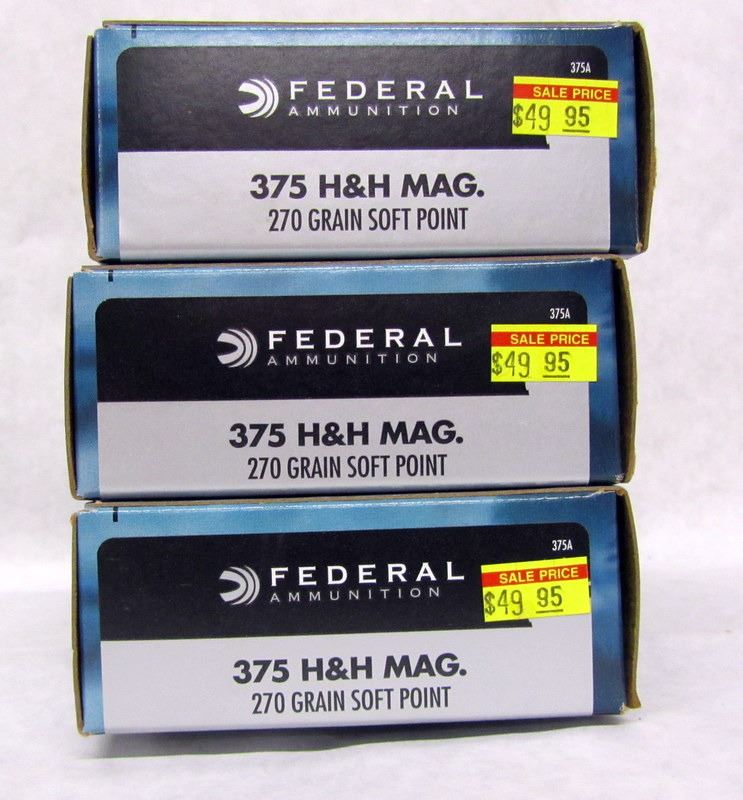 375A
FEDERAL
AMMUNITION
SALE PRICE
$49 95
375 H&H MAG.
270 GRAIN SOFT POINT
375A
FEDERAL
AMMUNITION
SALE PRICE
$49 95
375 H&H MAG.
270 GRAIN SOFT POINT
375A
FEDERAL
AMMUNITION
SALE PRICE
$49 95
375 H&H MAG.
270 GRAIN SOFT POINT